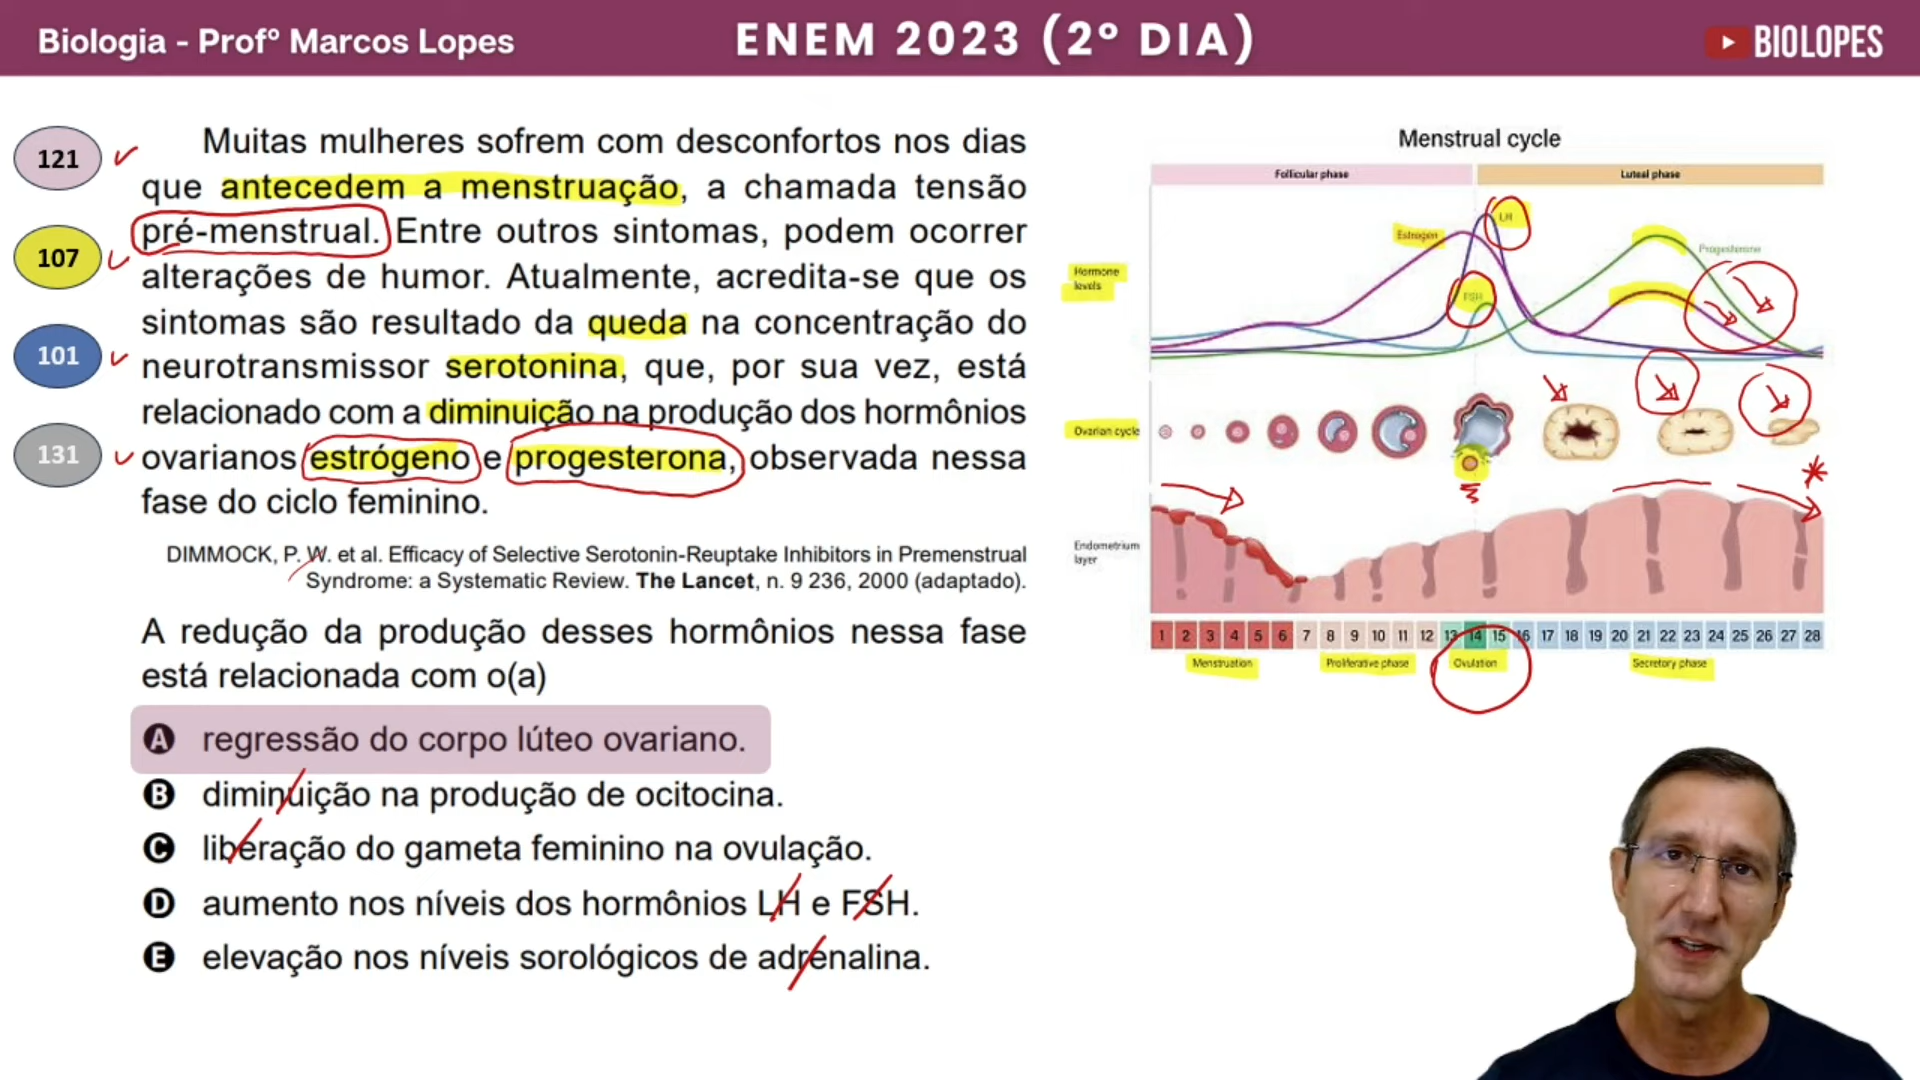 Biologia - Profº Marcos Lopes
ENEM 2023 (2º DIA)
BIOLOPES
121
107
101
131
Muitas mulheres sofrem com desconfortos nos dias
que antecedem a menstruação, a chamada tensão
pré-menstrual. Entre outros sintomas, podem ocorrer
alterações de humor. Atualmente, acredita-se que os
sintomas são resultado da queda na concentração do
neurotransmissor serotonina, que, por sua vez, está
relacionado com a diminuição na produção dos hormônios
ovarianos estrógeno e progesterona, observada nessa
fase do ciclo feminino.
DIMMOCK, P. W. et al. Efficacy of Selective Serotonin-Reuptake Inhibitors in Premenstrual
Syndrome: a Systematic Review. The Lancet, n. 9 236, 2000 (adaptado).
A redução da produção desses hormônios nessa fase
está relacionada com o(a)
A regressão do corpo lúteo ovariano.
B diminuição na produção de ocitocina.
C liberação do gameta feminino na ovulação.
D aumento nos níveis dos hormônios LH e FSH.
E elevação nos níveis sorológicos de adrenalina.
Menstrual cycle
Follicular phase
Luteal phase
LH
Estrogen
Progesterone
Hormone
levels
FSH
Ovarian cycle
Endometrium
layer
1 2 3 4 5 6 7 8 9 10 11 12 13 14 15 16 17 18 19 20 21 22 23 24 25 26 27 28
Menstruation
Proliferative phase
Ovulation
Secretory phase